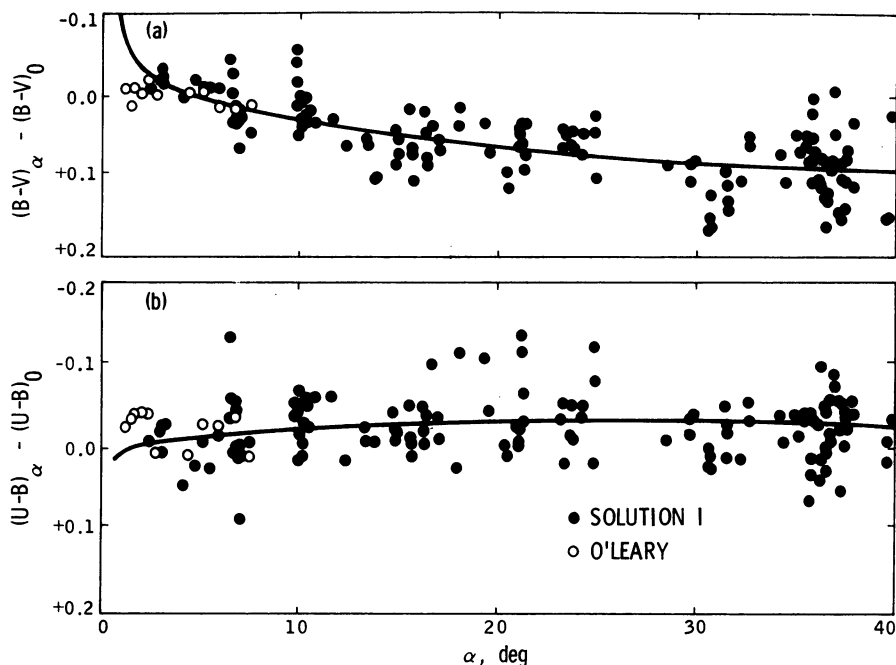 (a)
-0.1
0.0
+0.1
+0.2
(B-V)α - (B-V)0
(b)
-0.2
-0.10
0.0
+0.1
+0.2
(U-B)α - (U-B)0
● SOLUTION I
○ O'LEARY
0 10 20 30 40
α, deg